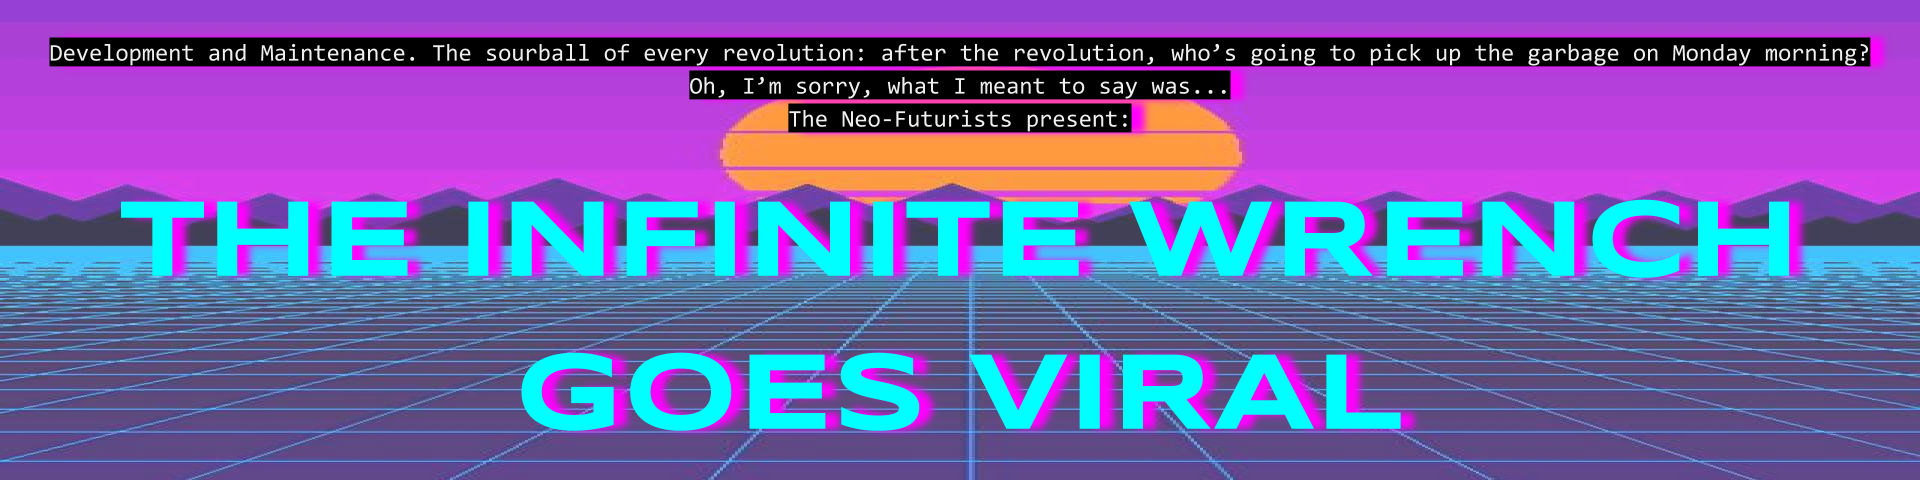 Development and Maintenance. The sourball of every revolution: after the revolution, who’s going to pick up the garbage on Monday morning?
Oh, I’m sorry, what I meant to say was...
The Neo-Futurists present:
THE INFINITE WRENCH
GOES VIRAL